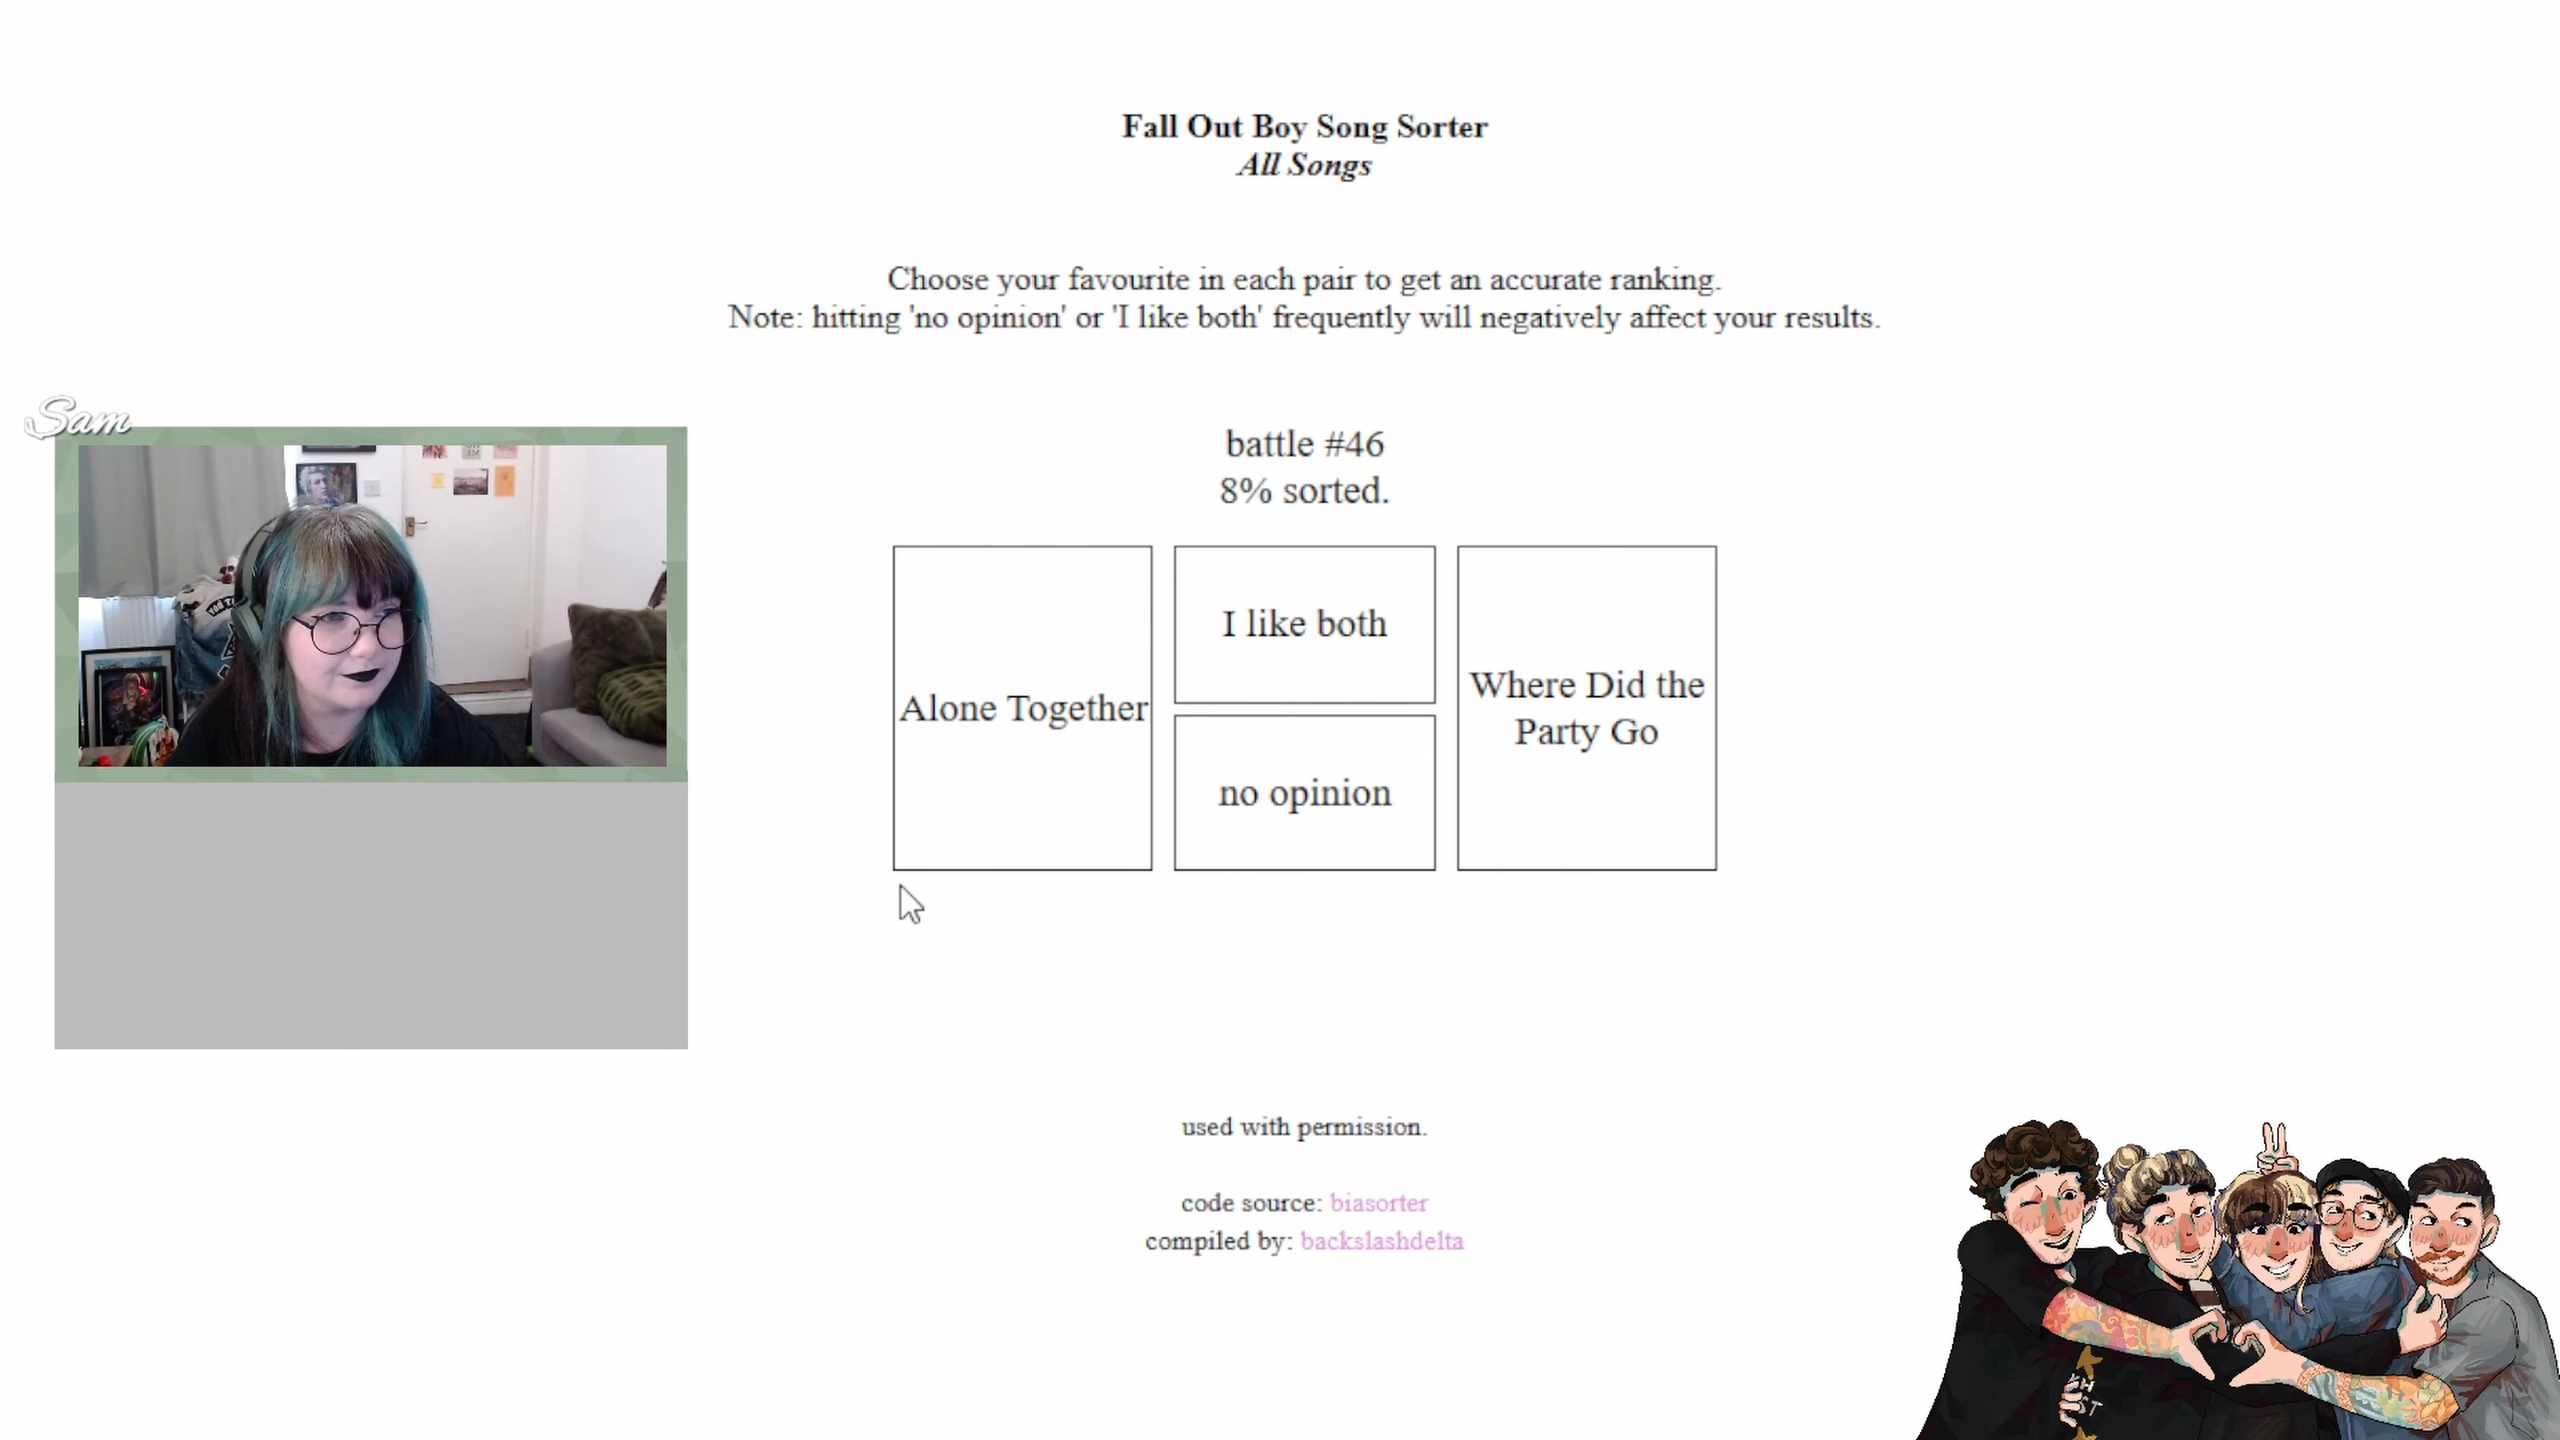 Fall Out Boy Song Sorter
All Songs
Choose your favourite in each pair to get an accurate ranking.
Note: hitting 'no opinion' or 'I like both' frequently will negatively affect your results.
Sam
battle #46
8% sorted.
Alone Together
I like both
no opinion
Where Did the
Party Go
used with permission.
code source: biasorter
compiled by: backslashdelta